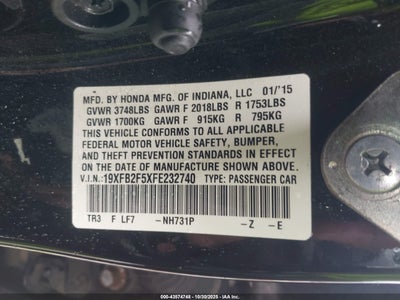 MFD. BY HONDA MFG. OF INDIANA, LLC 01/'15
GVWR 3748LBS GAWR F 2018LBS R 1753LBS
GVWR 1700KG GAWR F 915KG R 795KG
THIS VEHICLE CONFORMS TO ALL APPLICABLE
FEDERAL MOTOR VEHICLE SAFETY, BUMPER,
AND THEFT PREVENTION STANDARDS IN EFFECT
ON THE DATE OF MANUFACTURE SHOWN ABOVE.
V.I.N.:19XFB2F5XFE232740 TYPE: PASSENGER CAR
TR3 F LF7 -NH731P -Z -E
000-43574748 - 10/30/2025 - © IAA, Inc.